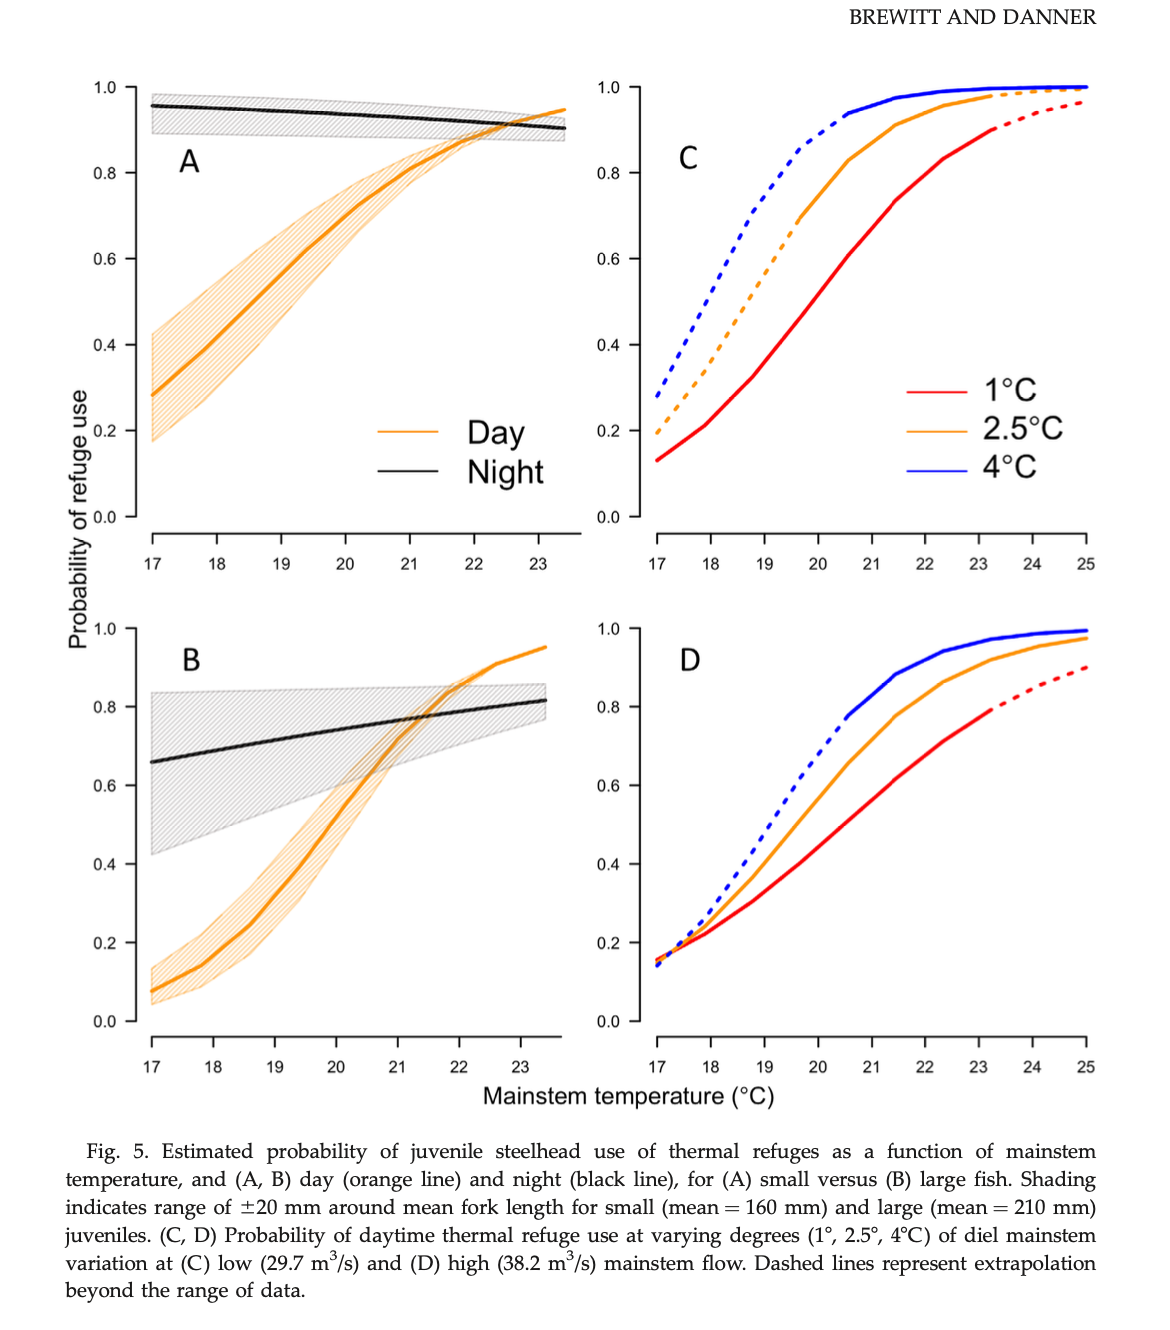 BREWITT AND DANNER
1.0
0.8
0.6
0.4
0.2
0.0
A
Day
Night
17 18 19 20 21 22 23
1.0
0.8
0.6
0.4
0.2
0.0
C
1°C
2.5°C
4°C
17 18 19 20 21 22 23 24 25
Probability of refuge use
1.0
0.8
0.6
0.4
0.2
0.0
B
17 18 19 20 21 22 23
1.0
0.8
0.6
0.4
0.2
0.0
D
17 18 19 20 21 22 23 24 25
Mainstem temperature (°C)
Fig. 5. Estimated probability of juvenile steelhead use of thermal refuges as a function of mainstem
temperature, and (A, B) day (orange line) and night (black line), for (A) small versus (B) large fish. Shading
indicates range of ±20 mm around mean fork length for small (mean = 160 mm) and large (mean = 210 mm)
juveniles. (C, D) Probability of daytime thermal refuge use at varying degrees (1°, 2.5°, 4°C) of diel mainstem
variation at (C) low (29.7 m³/s) and (D) high (38.2 m³/s) mainstem flow. Dashed lines represent extrapolation
beyond the range of data.